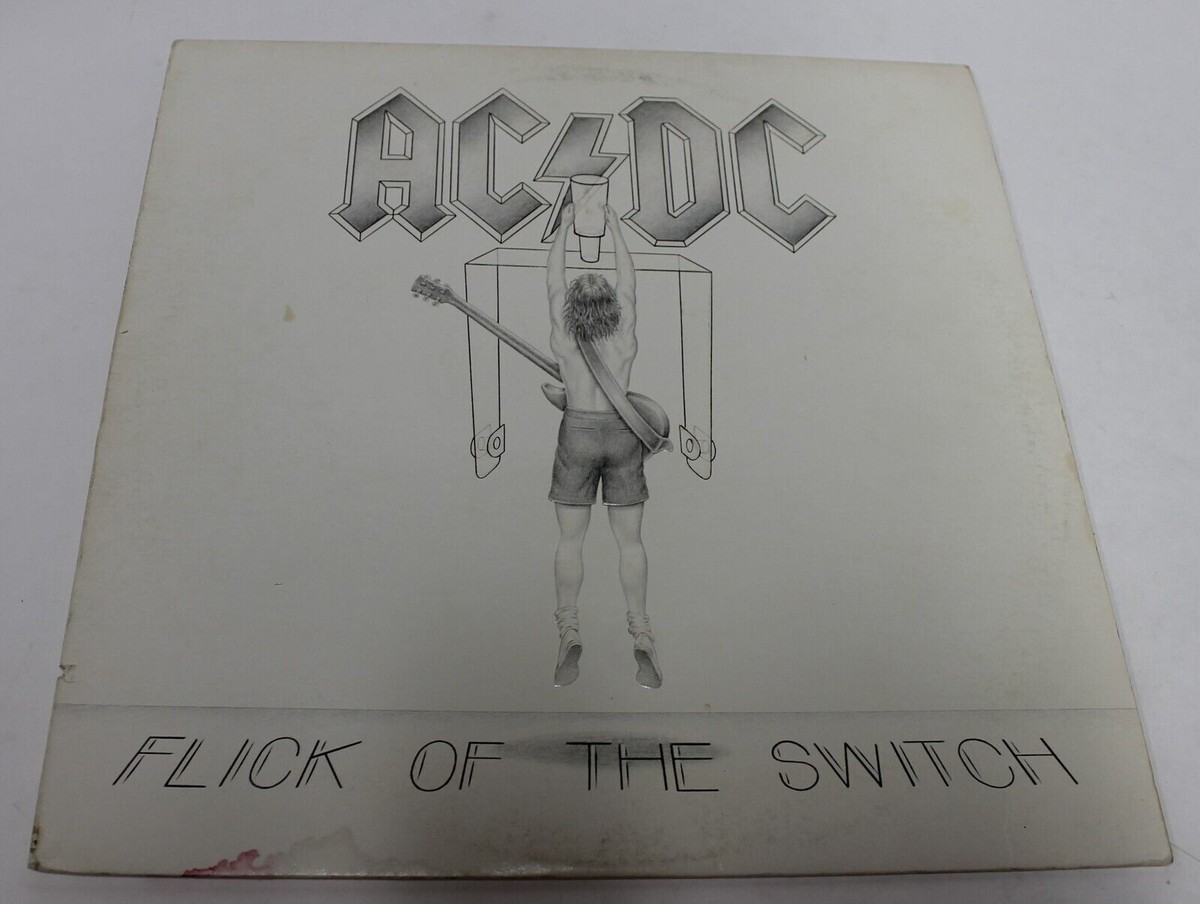 AC⚡DC
FLICK OF THE SWITCH